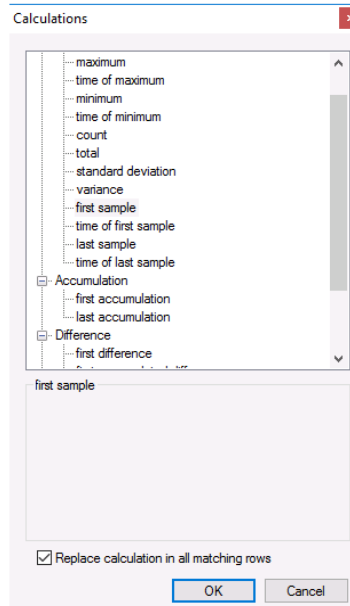 Calculations
maximum
time of maximum
minimum
time of minimum
count
total
standard deviation
variance
first sample
time of first sample
last sample
time of last sample
Accumulation
first accumulation
last accumulation
Difference
first difference
first sample
Replace calculation in all matching rows
OK Cancel